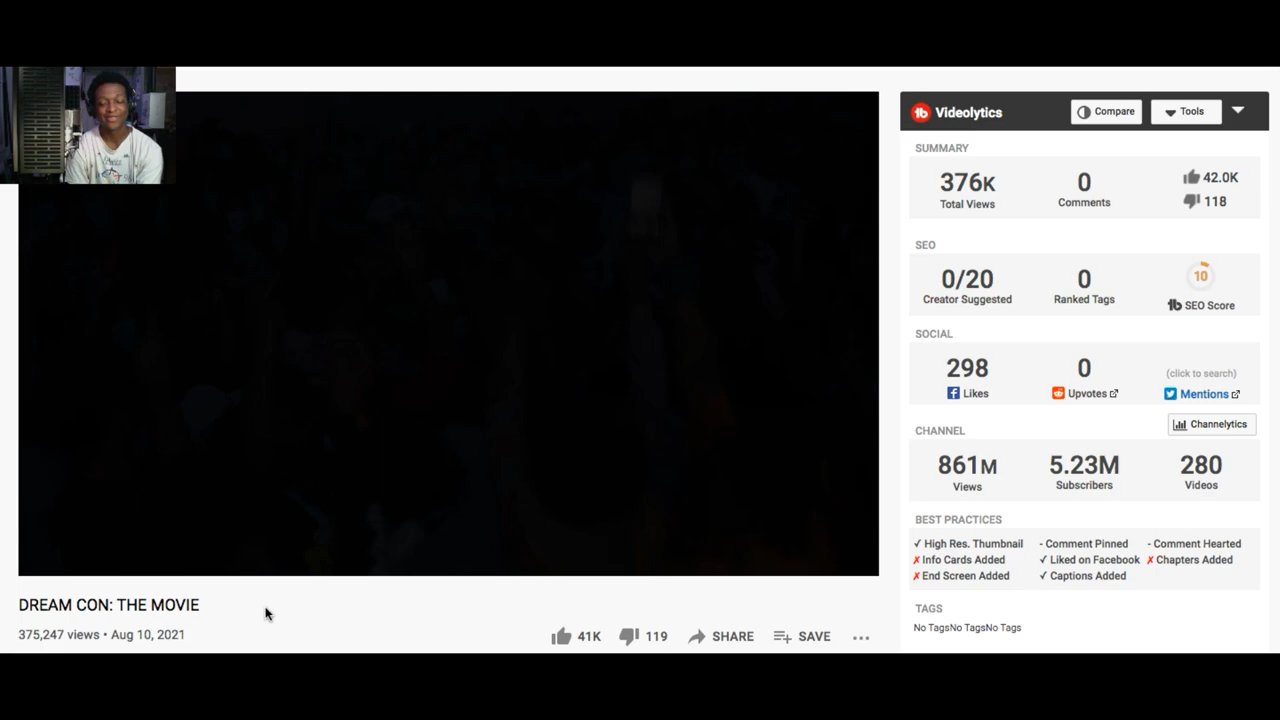 DREAM CON: THE MOVIE
375,247 views • Aug 10, 2021
41K 119 SHARE SAVE ...
Videolytics Compare Tools
SUMMARY
376K 0 42.0K
Total Views Comments 118
SEO
0/20 0 10
Creator Suggested Ranked Tags SEO Score
SOCIAL
298 0 (click to search)
Likes Upvotes Mentions
CHANNEL Channelytics
861M 5.23M 280
Views Subscribers Videos
BEST PRACTICES
✓ High Res. Thumbnail - Comment Pinned - Comment Hearted
✗ Info Cards Added ✓ Liked on Facebook ✗ Chapters Added
✗ End Screen Added ✓ Captions Added
TAGS
No TagsNo TagsNo Tags